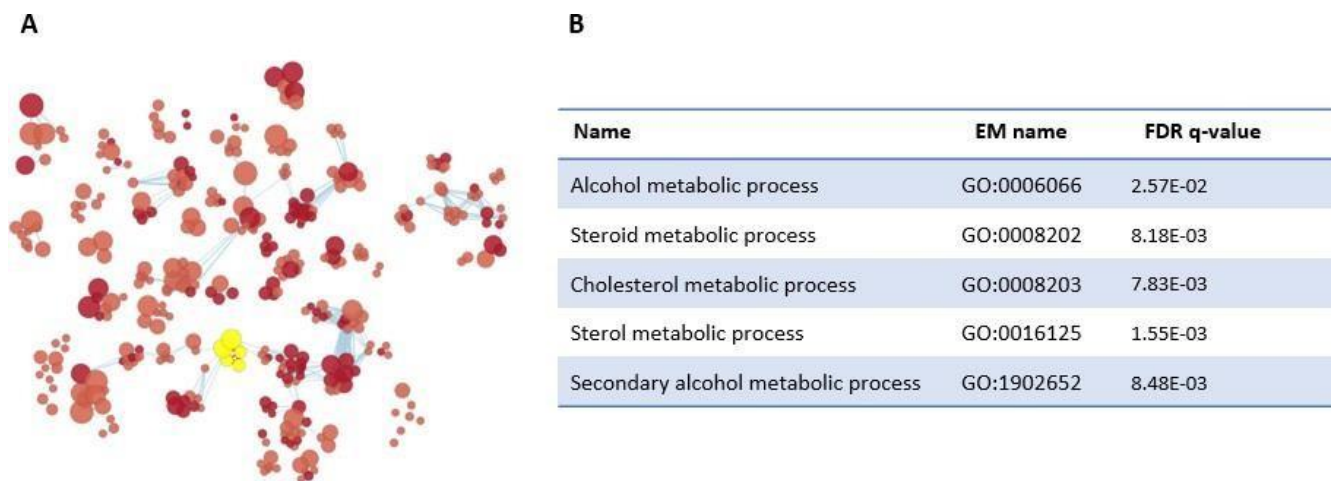 A
B
Name EM name FDR q-value
Alcohol metabolic process GO:0006066 2.57E-02
Steroid metabolic process GO:0008202 8.18E-03
Cholesterol metabolic process GO:0008203 7.83E-03
Sterol metabolic process GO:0016125 1.55E-03
Secondary alcohol metabolic process GO:1902652 8.48E-03